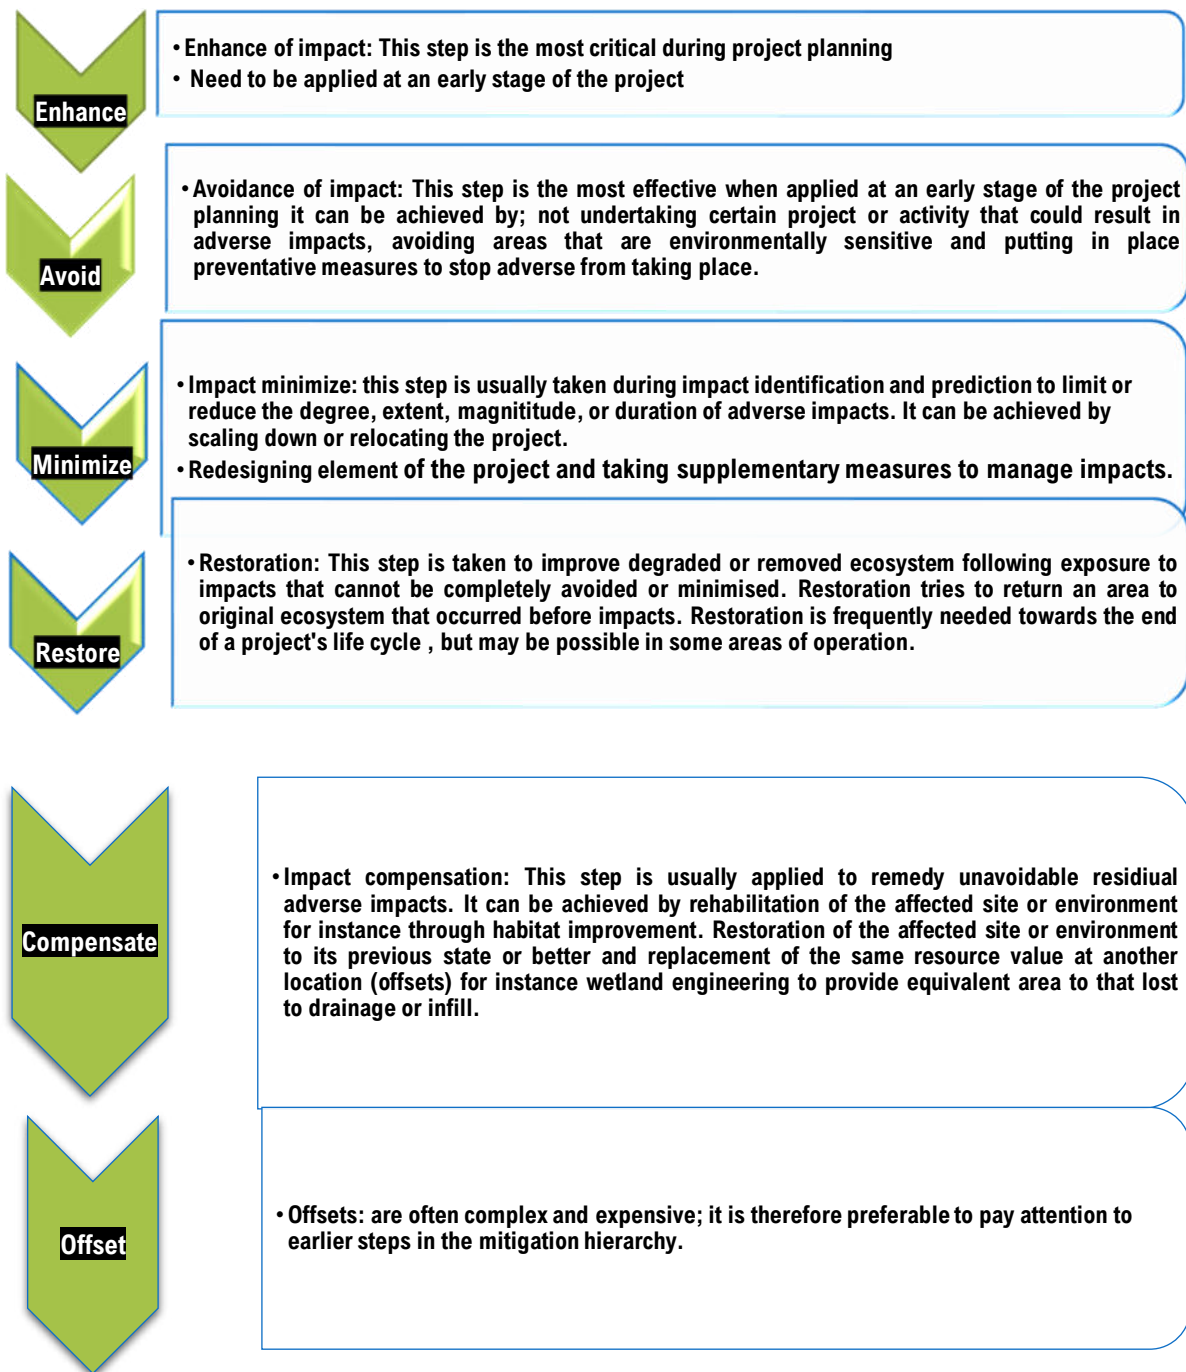 Enhance
• Enhance of impact: This step is the most critical during project planning
• Need to be applied at an early stage of the project
Avoid
• Avoidance of impact: This step is the most effective when applied at an early stage of the project
planning it can be achieved by; not undertaking certain project or activity that could result in
adverse impacts, avoiding areas that are environmentally sensitive and putting in place
preventative measures to stop adverse from taking place.
Minimize
• Impact minimize: this step is usually taken during impact identification and prediction to limit or
reduce the degree, extent, magnititude, or duration of adverse impacts. It can be achieved by
scaling down or relocating the project.
• Redesigning element of the project and taking supplementary measures to manage impacts.
Restore
• Restoration: This step is taken to improve degraded or removed ecosystem following exposure to
impacts that cannot be completely avoided or minimised. Restoration tries to return an area to
original ecosystem that occurred before impacts. Restoration is frequently needed towards the end
of a project's life cycle , but may be possible in some areas of operation.
Compensate
• Impact compensation: This step is usually applied to remedy unavoidable residiual
adverse impacts. It can be achieved by rehabilitation of the affected site or environment
for instance through habitat improvement. Restoration of the affected site or environment
to its previous state or better and replacement of the same resource value at another
location (offsets) for instance wetland engineering to provide equivalent area to that lost
to drainage or infill.
Offset
• Offsets: are often complex and expensive; it is therefore preferable to pay attention to
earlier steps in the mitigation hierarchy.